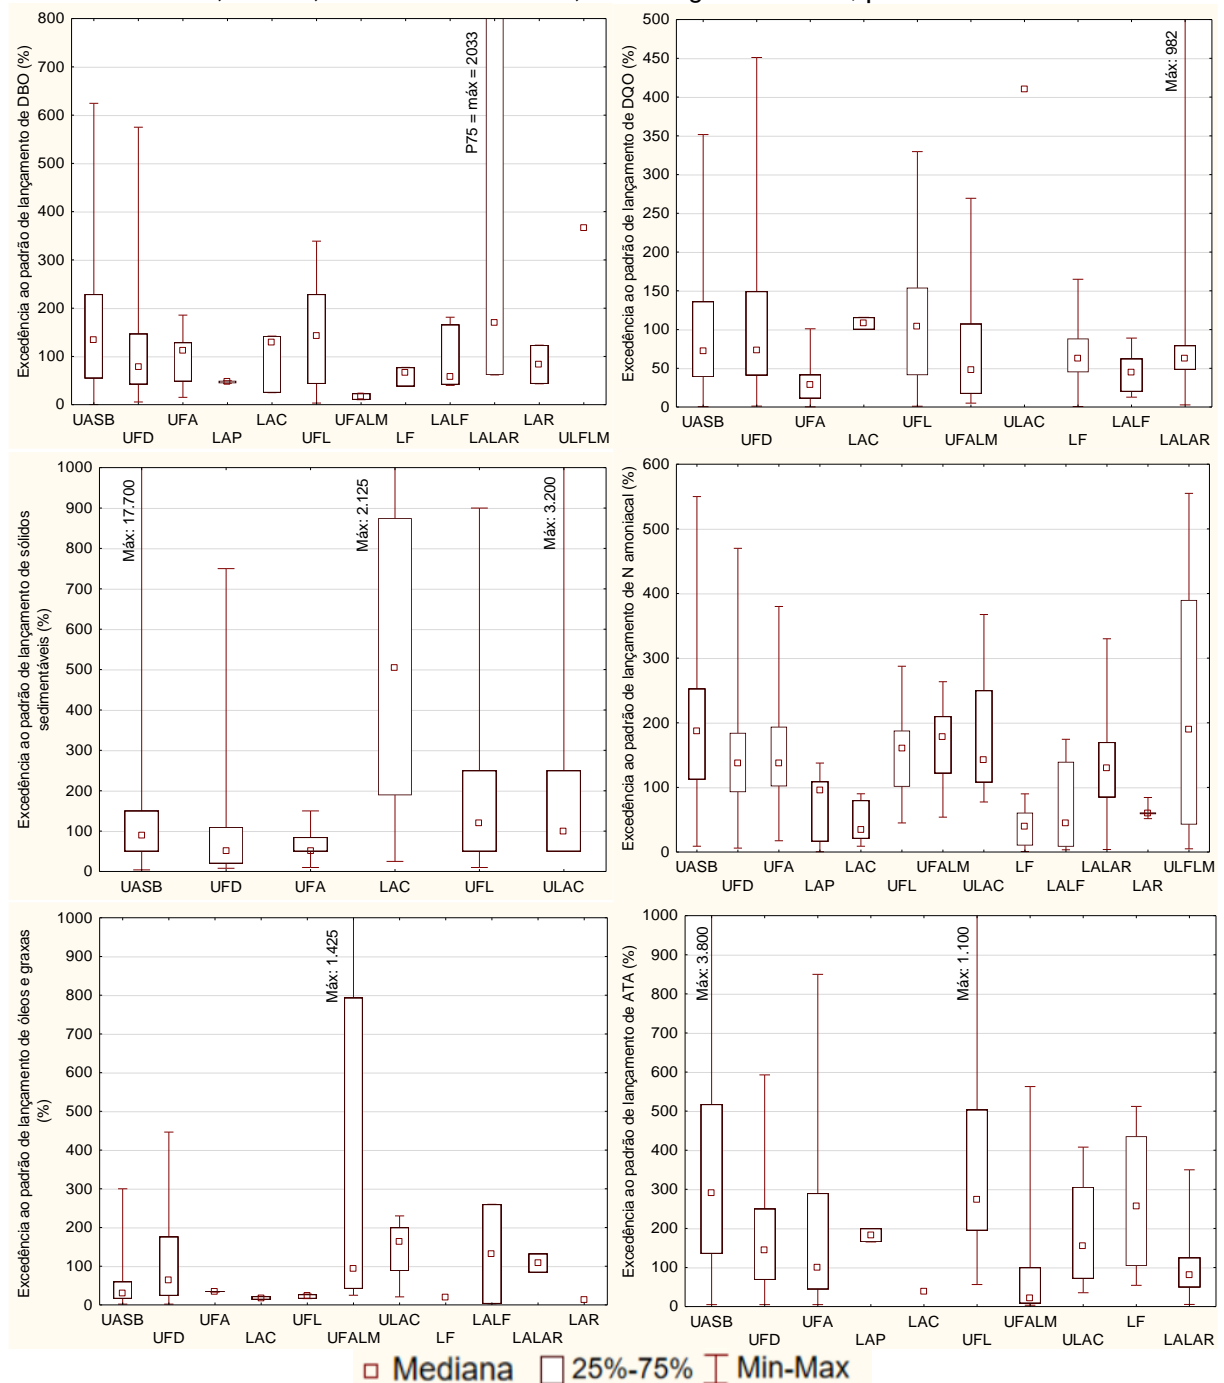 Excedência ao padrão de lançamento de DBO (%)
800
700
600
500
400
300
200
100
0
P75 = máx = 2033
UASB UFA LAC UFALM LALF LAR
UFD LAP UFL LF LALAR ULFLM
Excedência ao padrão de lançamento de DQO (%)
500
450
400
350
300
250
200
150
100
50
0
Máx: 982
UASB UFA UFL ULAC LALF
UFD LAC UFALM LF LALAR
Excedência ao padrão de lançamento de sólidos
sedimentáveis (%)
1000
900
800
700
600
500
400
300
200
100
0
Máx: 17.700
Máx: 2.125
Máx: 3.200
UASB UFD UFA LAC UFL ULAC
Excedência ao padrão de lançamento de N amoniacal (%)
600
500
400
300
200
100
0
UASB UFA LAC UFALM LF LALAR ULFLM
UFD LAP UFL ULAC LALF LAR
Excedência ao padrão de lançamento de óleos e graxas
(%)
1000
900
800
700
600
500
400
300
200
100
0
Máx: 1.425
UASB UFA UFL ULAC LALF LAR
UFD LAC UFALM LF LALAR
Excedência ao padrão de lançamento de ATA (%)
1000
900
800
700
600
500
400
300
200
100
0
Máx: 3.800
Máx: 1.100
UASB UFA LAC UFALM LF
UFD LAP UFL ULAC LALAR
Mediana 25%-75% Min-Max